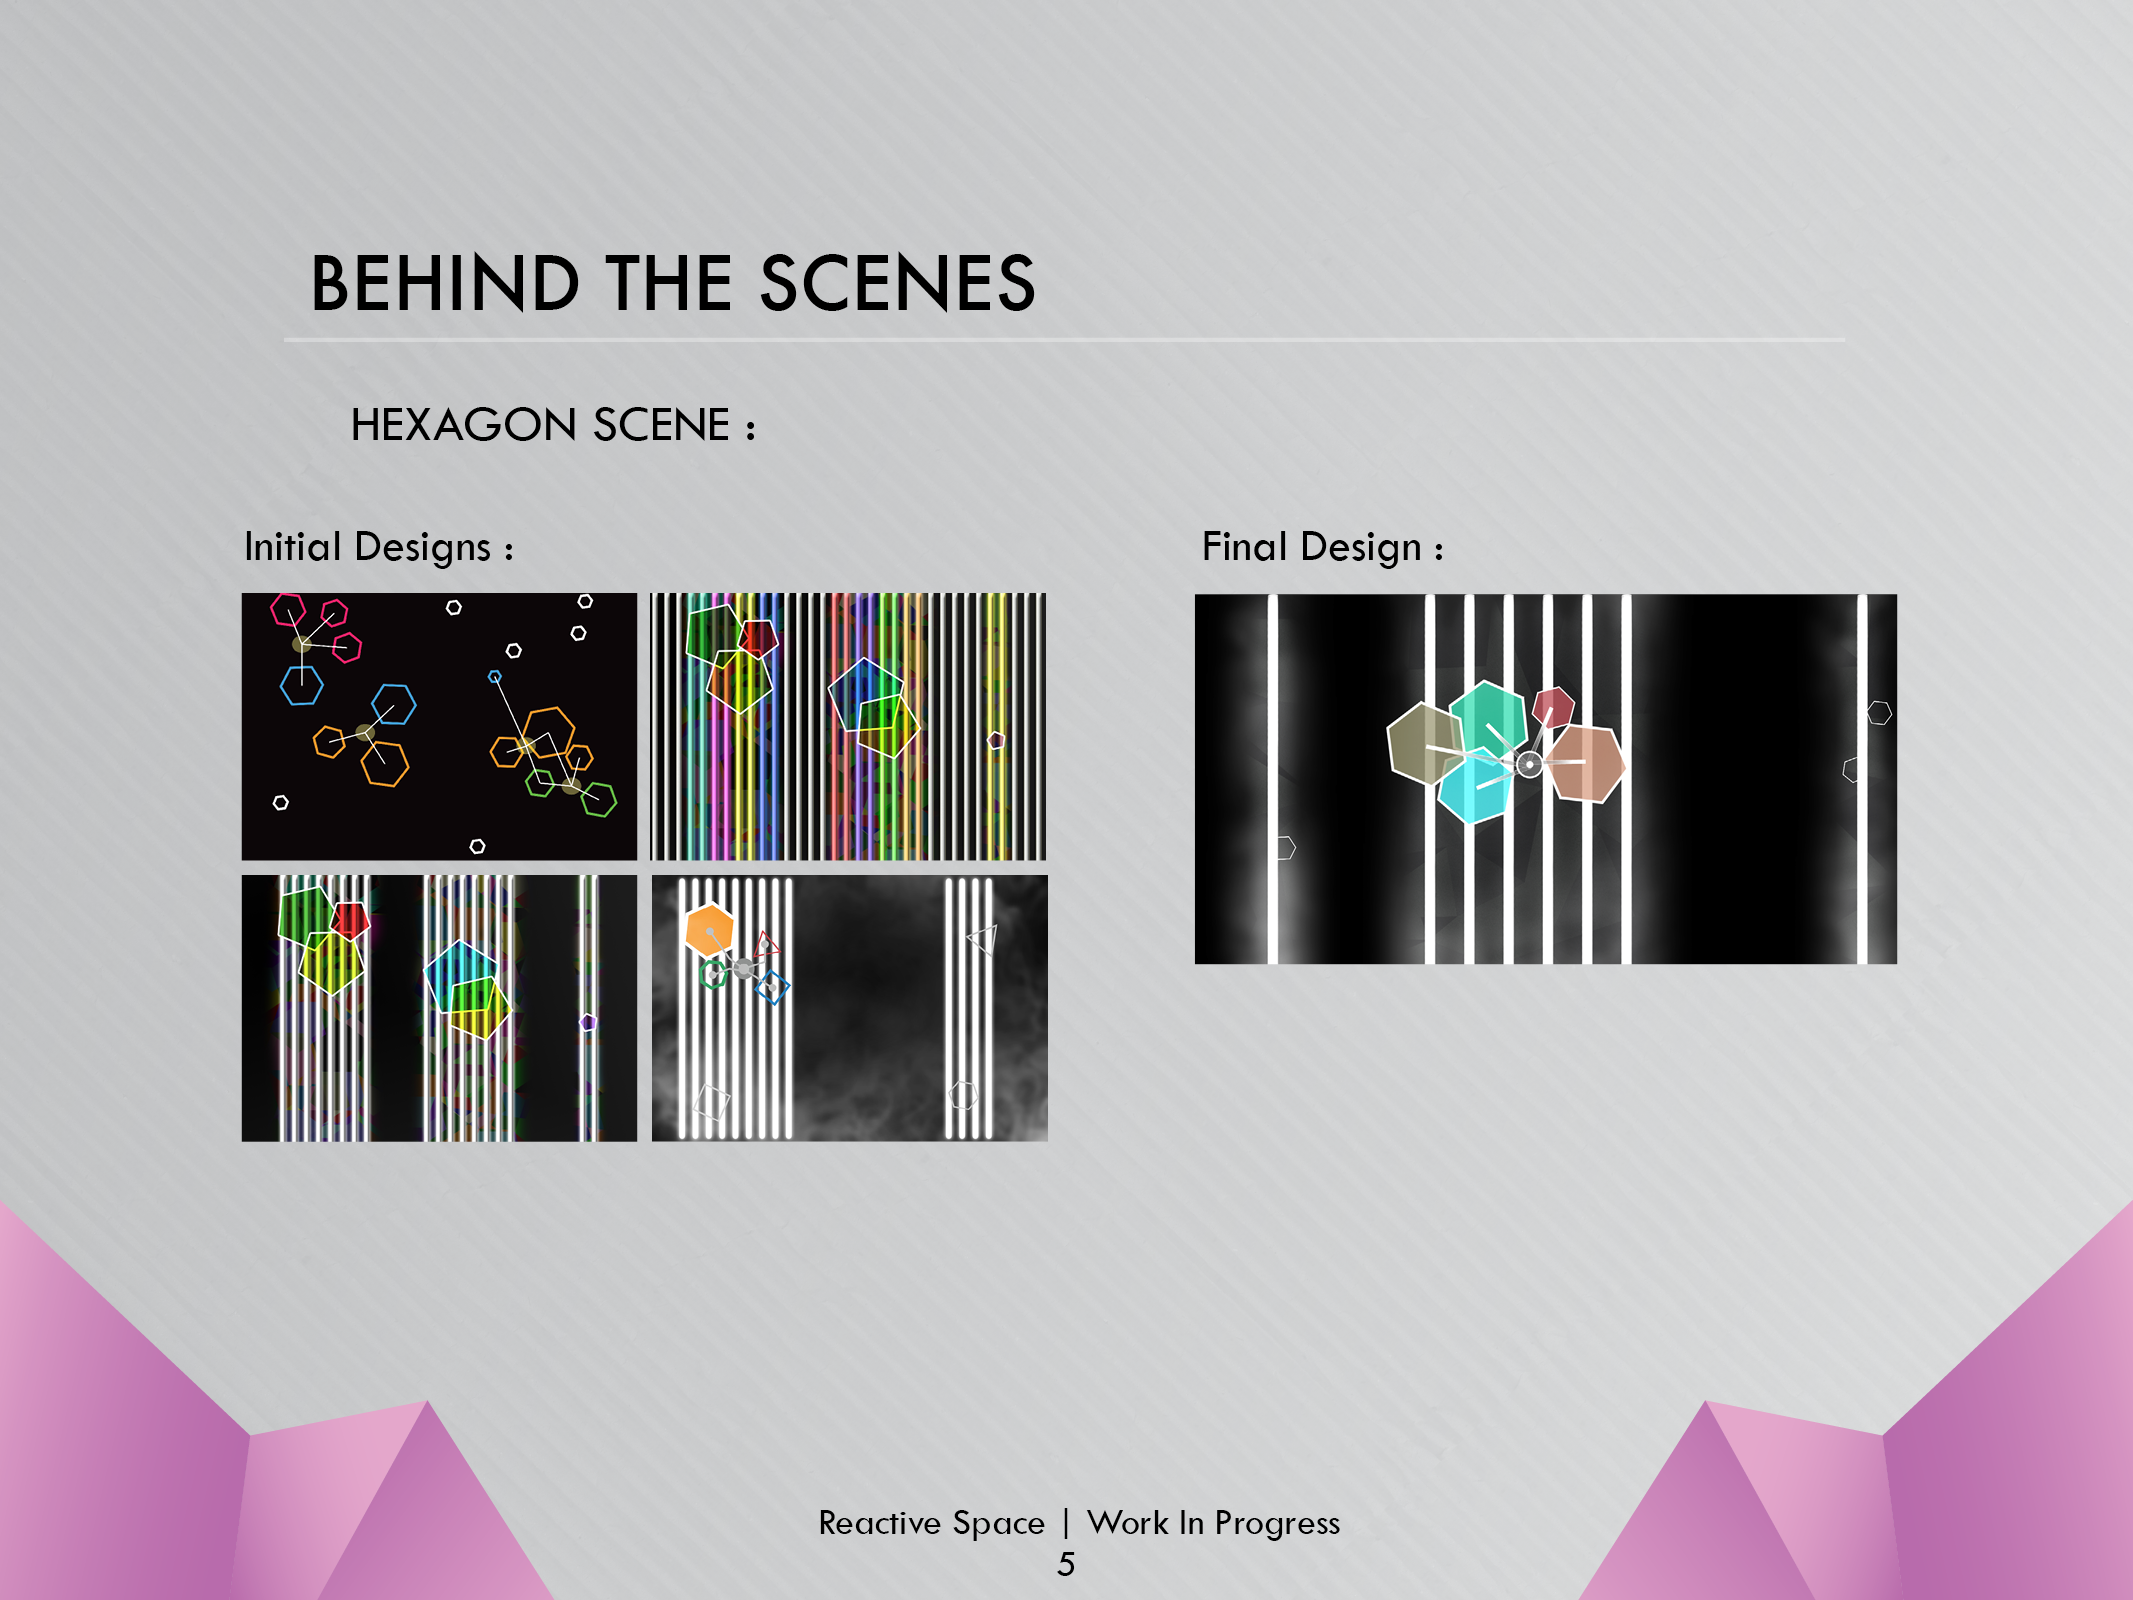 BEHIND THE SCENES
HEXAGON SCENE :
Initial Designs :
Final Design :
Reactive Space | Work In Progress
5